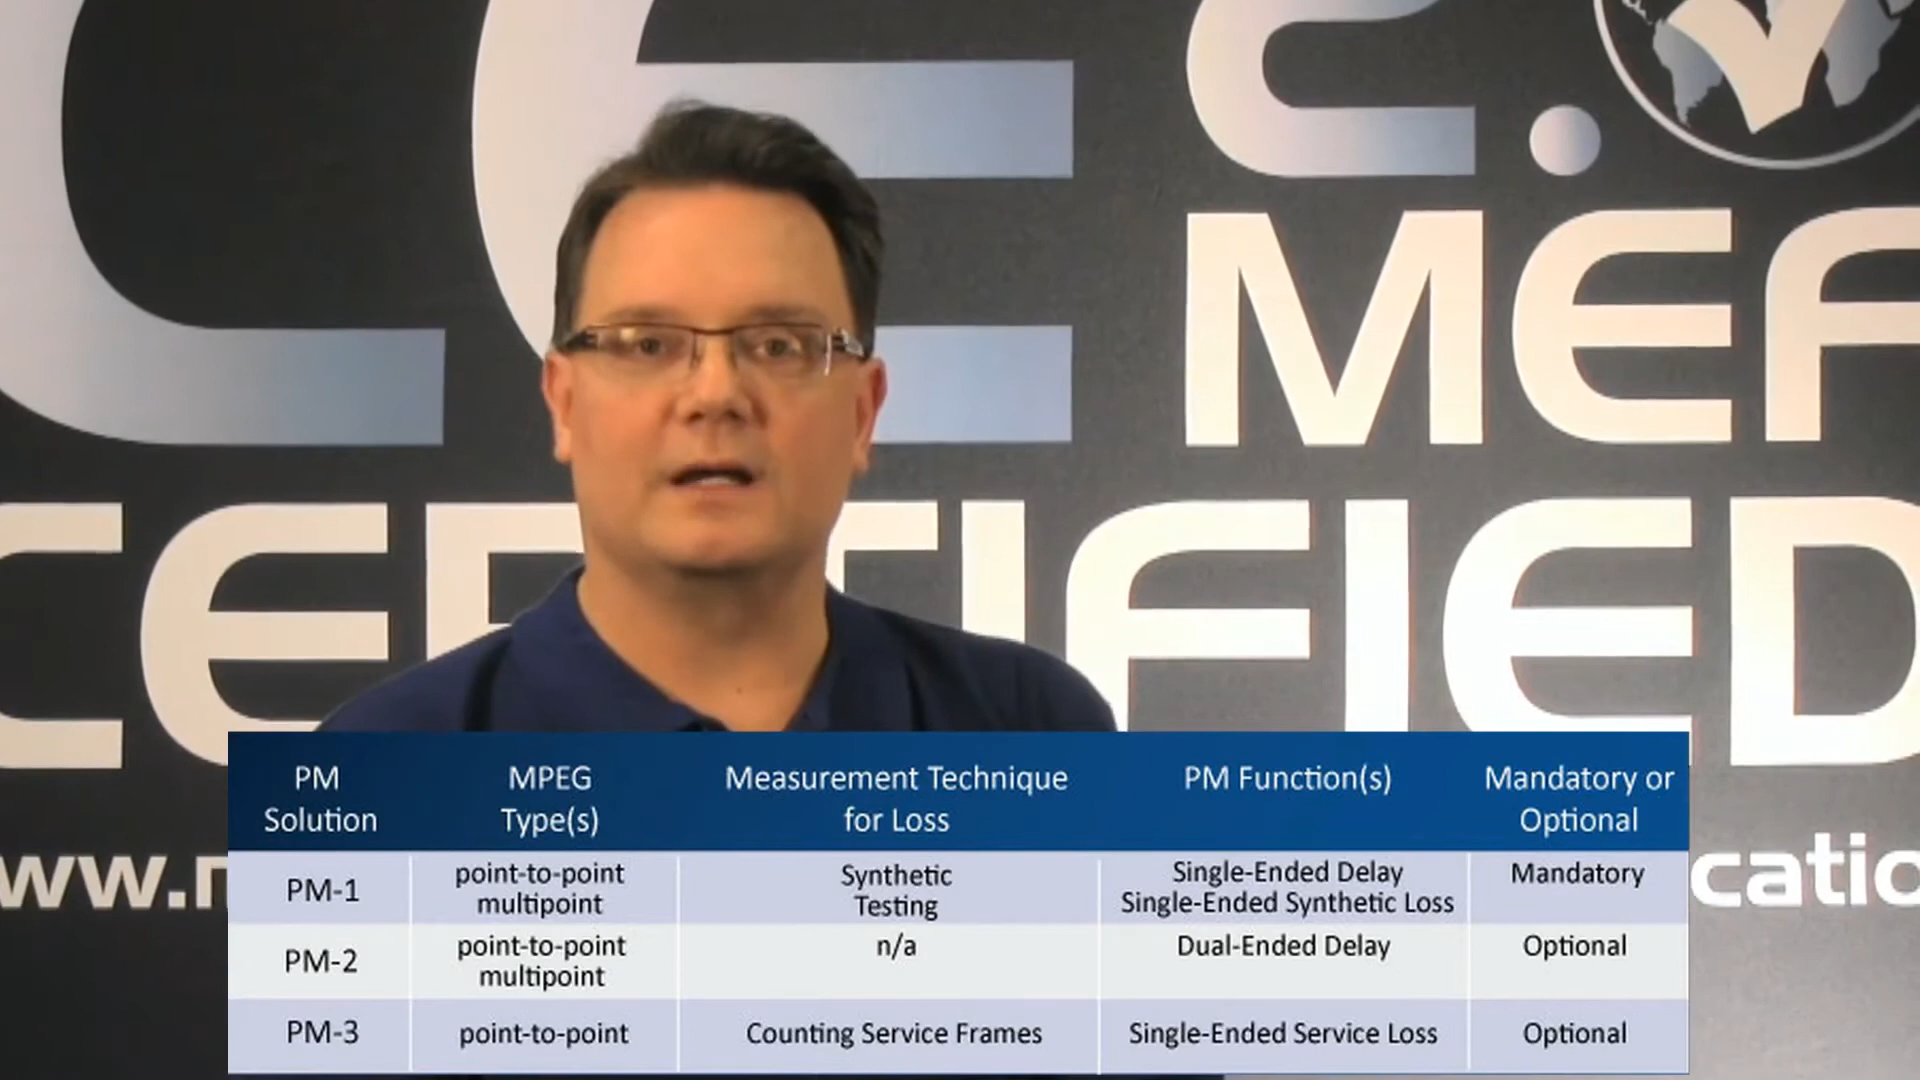 CE 2.0
MEF
CERTIFIED
PM
Solution
MPEG
Type(s)
Measurement Technique
for Loss
PM Function(s)
Mandatory or
Optional
PM-1
point-to-point
multipoint
Synthetic
Testing
Single-Ended Delay
Single-Ended Synthetic Loss
Mandatory
PM-2
point-to-point
multipoint
n/a
Dual-Ended Delay
Optional
PM-3
point-to-point
Counting Service Frames
Single-Ended Service Loss
Optional